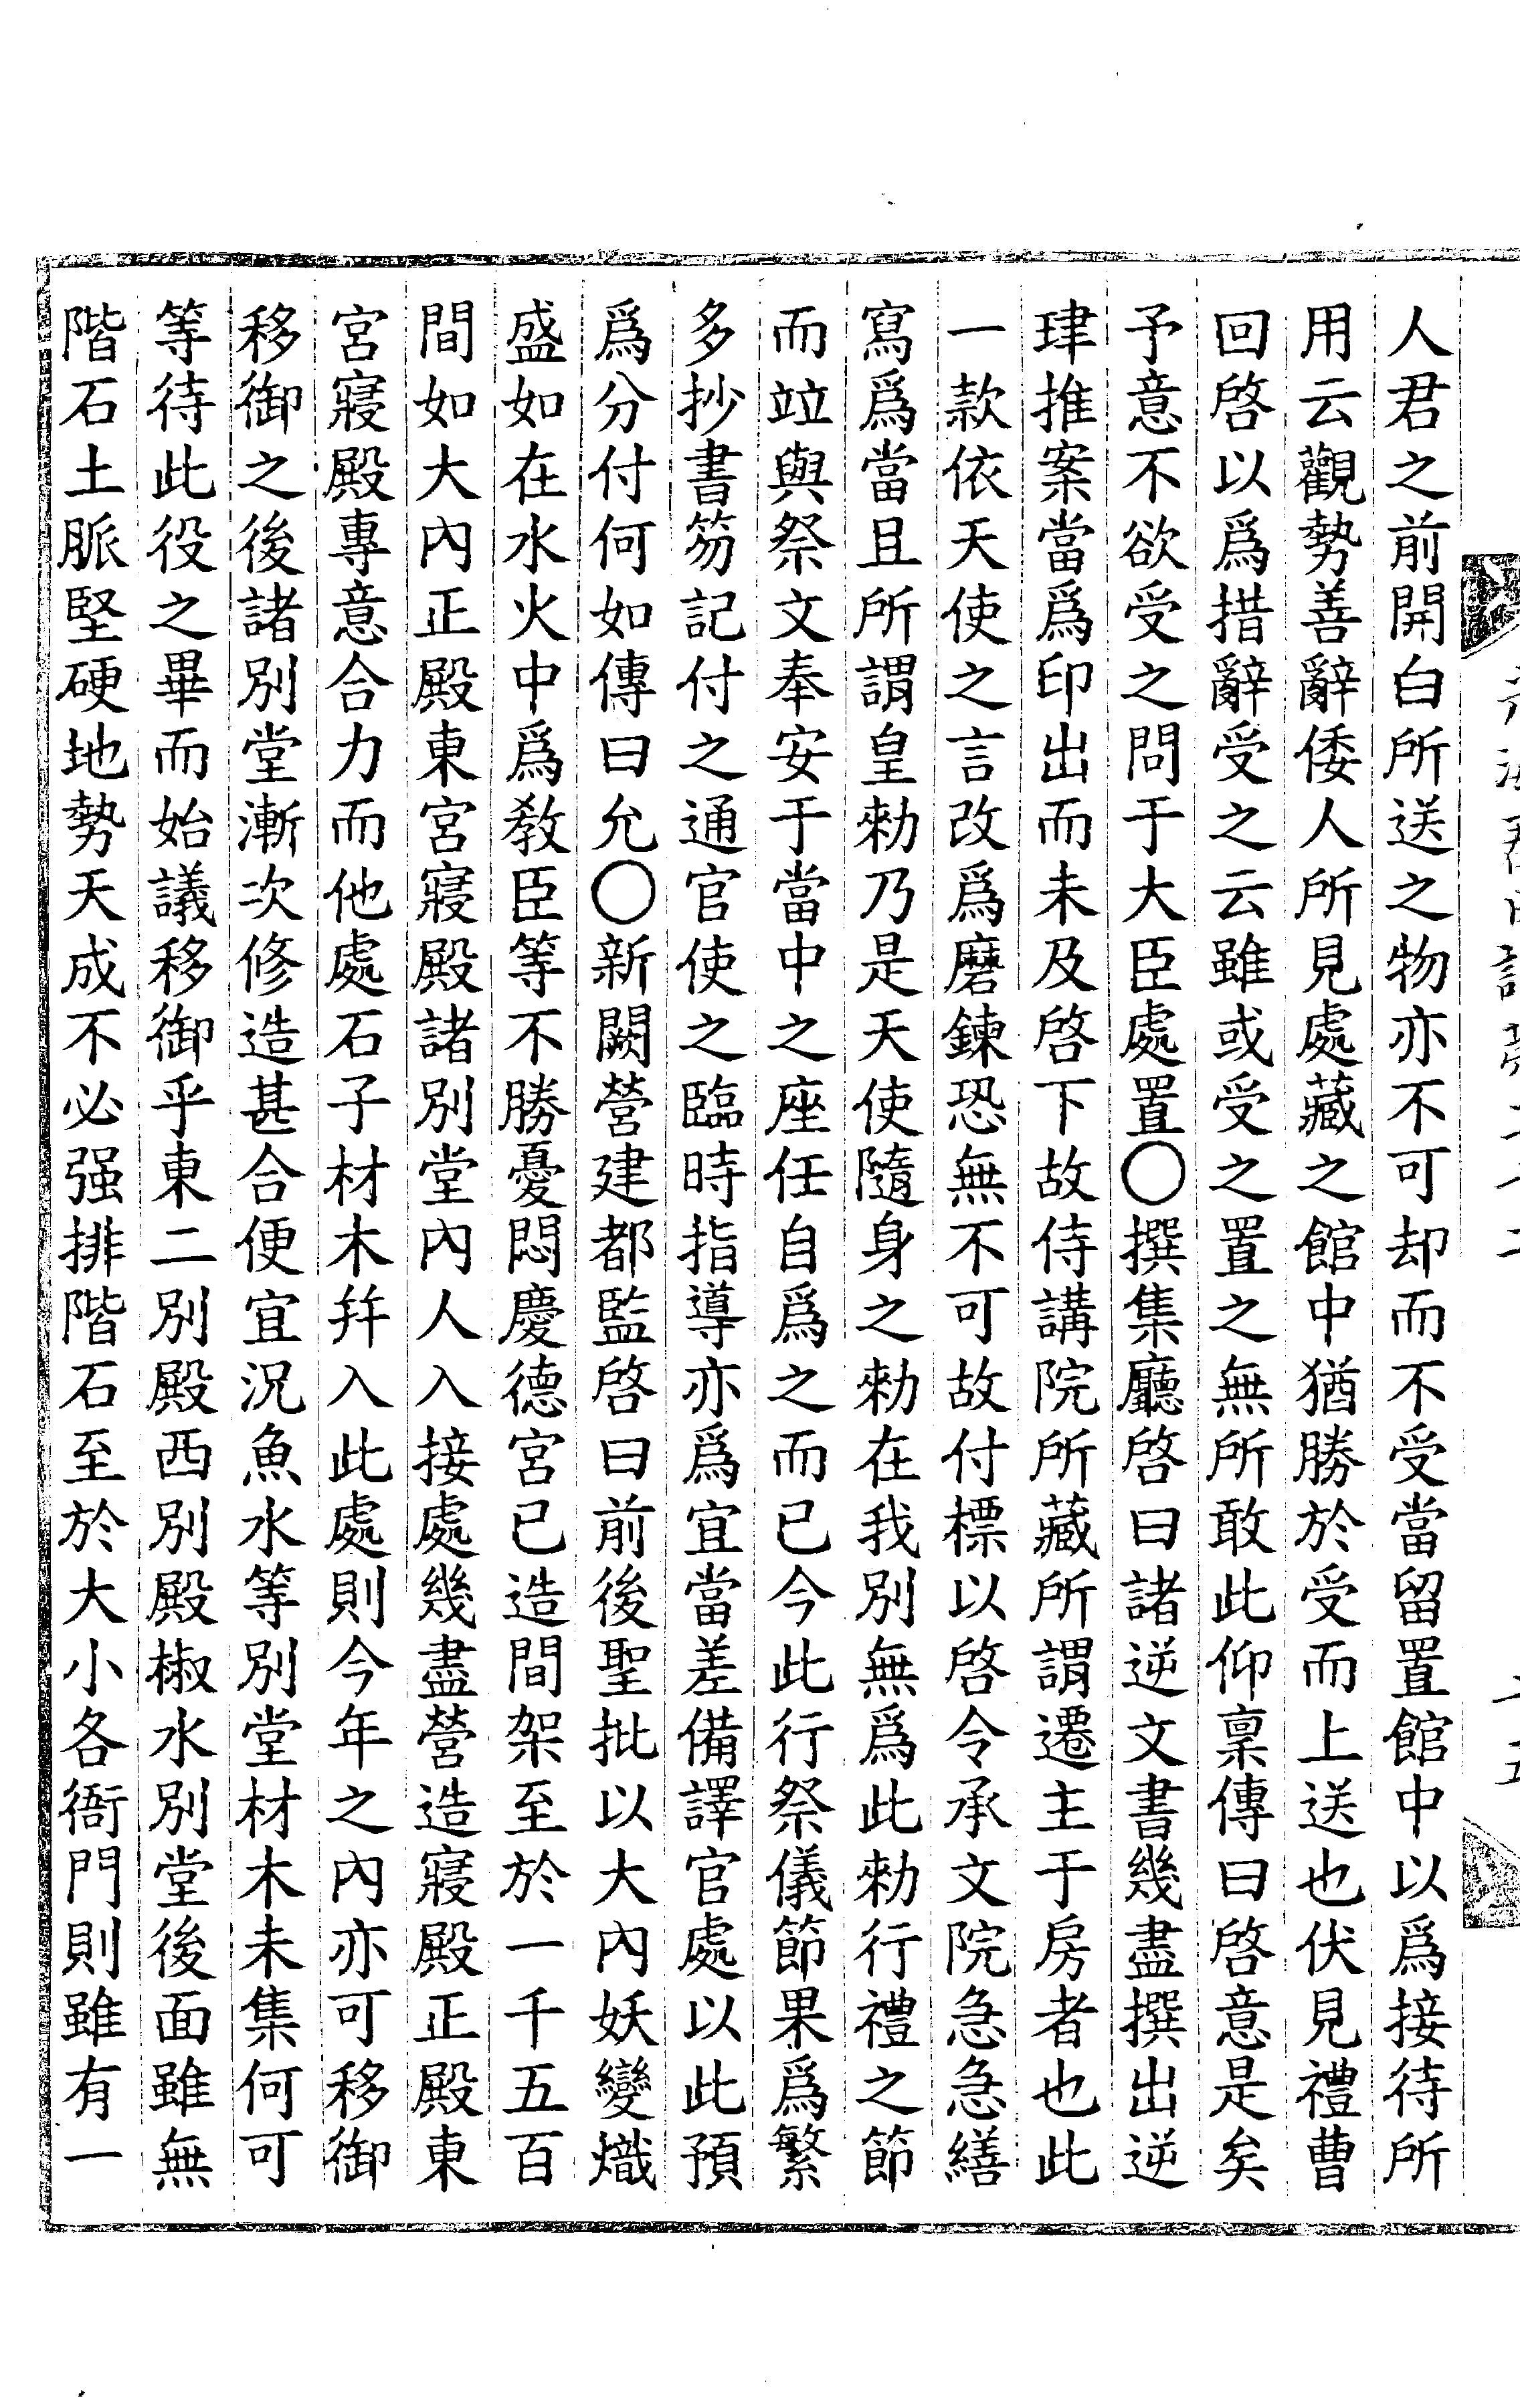 人君之前開白所送之物亦不可却而不受當留置館中以爲接待所
用云觀勢善辭倭人所見處藏之館中猶勝於受而上送也伏見禮曹
回啓以爲措辭受之云雖或受之置之無所敢此仰稟傳曰啓意是矣
予意不欲受之問于大臣處置〇撰集廳啓曰諸逆文書幾盡撰出逆
珒推案當爲印出而未及啓下故侍講院所藏所謂遷主于房者也此
一款依天使之言改爲磨鍊恐無不可故付標以啓令承文院急急繕
寫爲當且所謂皇勑乃是天使隨身之勑在我別無爲此勑行禮之節
而竝與祭文奉安于當中之座任自爲之而已今此行祭儀節果爲繁
多抄書笏記付之通官使之臨時指導亦爲宜當差備譯官處以此預
爲分付何如傳曰允〇新闕營建都監啓曰前後聖批以大內妖變熾
盛如在水火中爲敎臣等不勝憂悶慶德宮已造間架至於一千五百
間如大內正殿東宮寢殿諸別堂內人入接處幾盡營造寢殿正殿東
宮寢殿專意合力而他處石子材木幷入此處則今年之內亦可移御
移御之後諸別堂漸次修造甚合便宜況魚水等別堂材木未集何可
等待此役之畢而始議移御乎東二別殿西別殿椒水別堂後面雖無
階石土脈堅硬地勢天成不必强排階石至於大小各衙門則雖有一